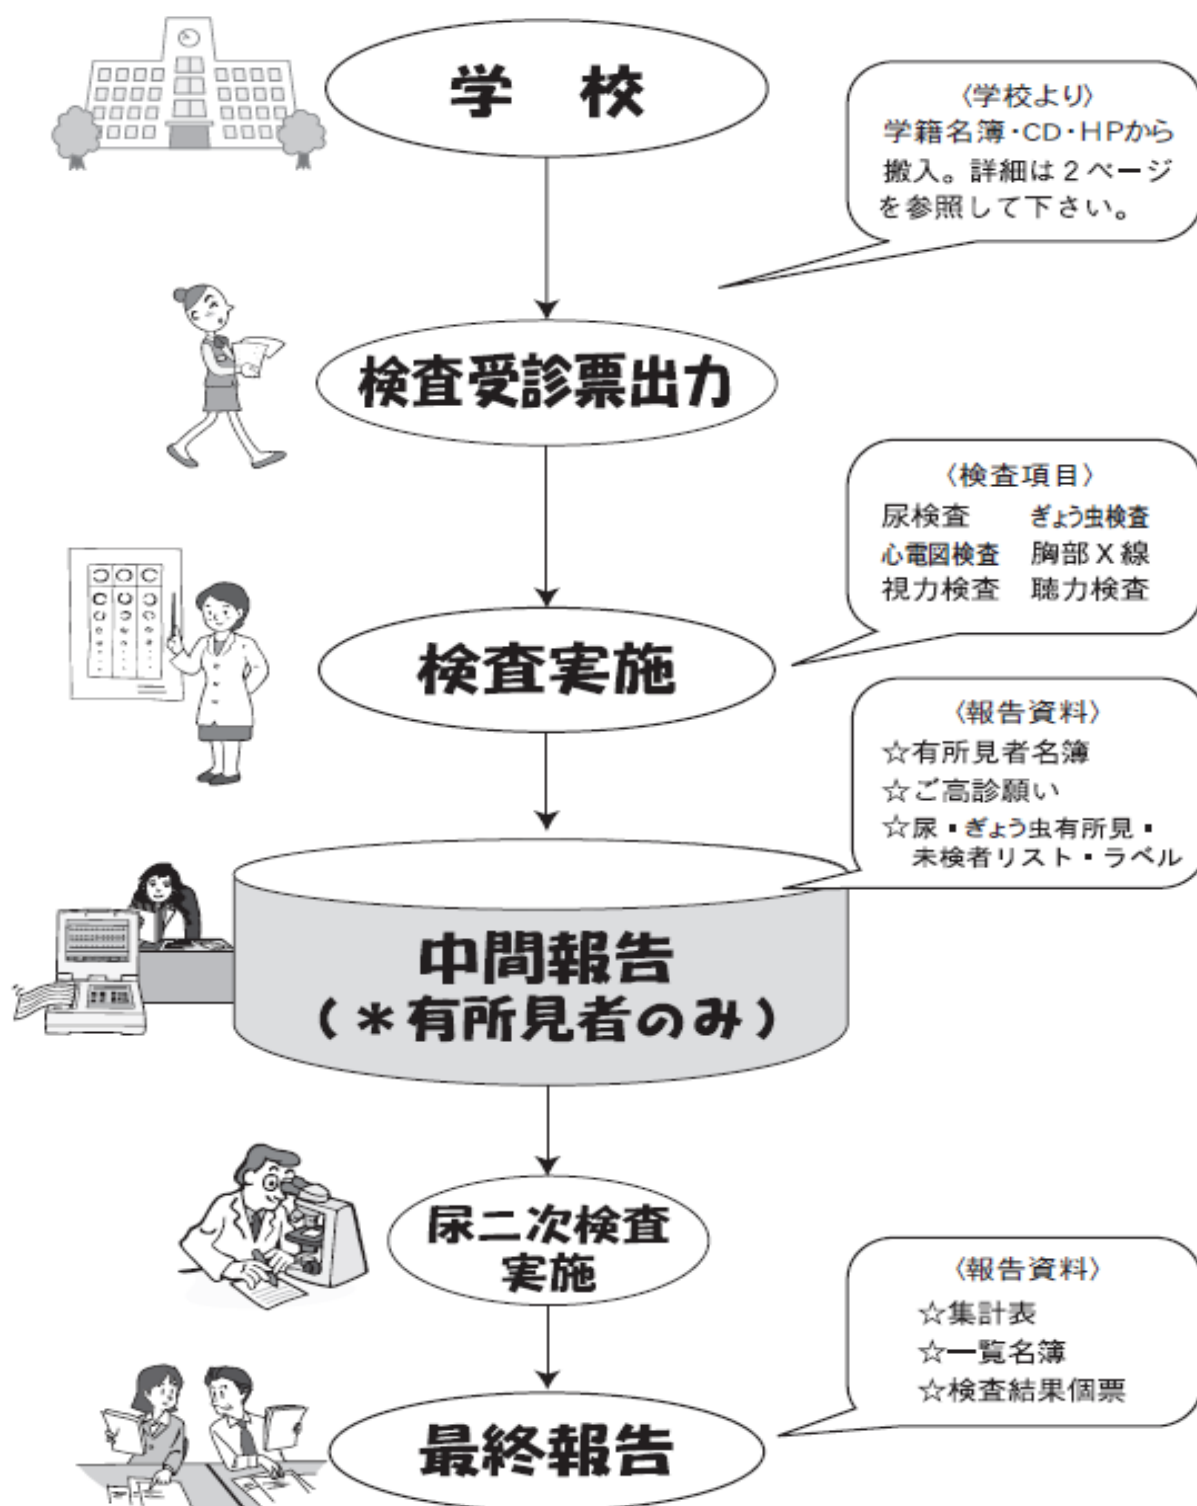 学　校
〈学校より〉
学籍名簿・CD・HPから
搬入。詳細は2ページ
を参照して下さい。
検査受診票出力
〈検査項目〉
尿検査　ぎょう虫検査
心電図検査　胸部X線
視力検査　聴力検査
検査実施
〈報告資料〉
☆有所見者名簿
☆ご高診願い
☆尿・ぎょう虫有所見・
未検者リスト・ラベル
中間報告
(＊有所見者のみ)
尿二次検査
実施
〈報告資料〉
☆集計表
☆一覧名簿
☆検査結果個票
最終報告